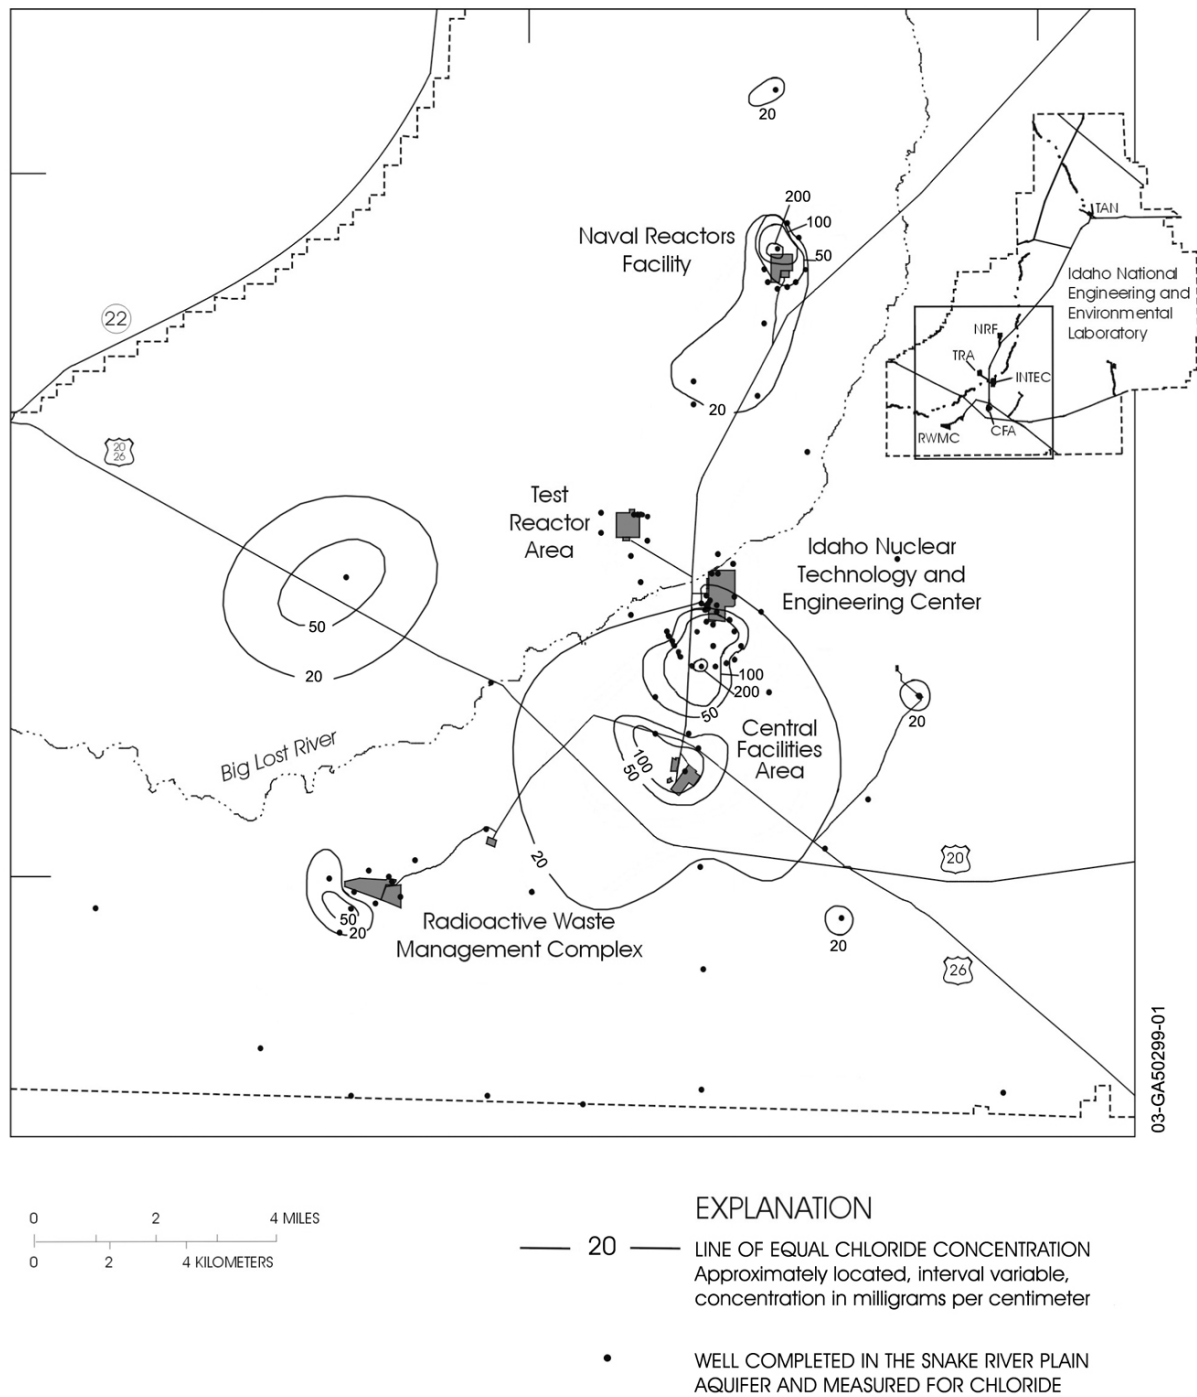 20
200
100
50
Naval Reactors
Facility
20
22
20
26
TAN
Idaho National
Engineering and
Environmental
Laboratory
NRF
TRA
INTEC
RWMC
CFA
Test
Reactor
Area
Idaho Nuclear
Technology and
Engineering Center
50
20
100
200
50
20
Central
Facilities
Area
100
50
Big Lost River
20
20
50
20
Radioactive Waste
Management Complex
20
26
03-GA50299-01
0 2 4 MILES
0 2 4 KILOMETERS
EXPLANATION
20 LINE OF EQUAL CHLORIDE CONCENTRATION
Approximately located, interval variable,
concentration in milligrams per centimeter
WELL COMPLETED IN THE SNAKE RIVER PLAIN
AQUIFER AND MEASURED FOR CHLORIDE